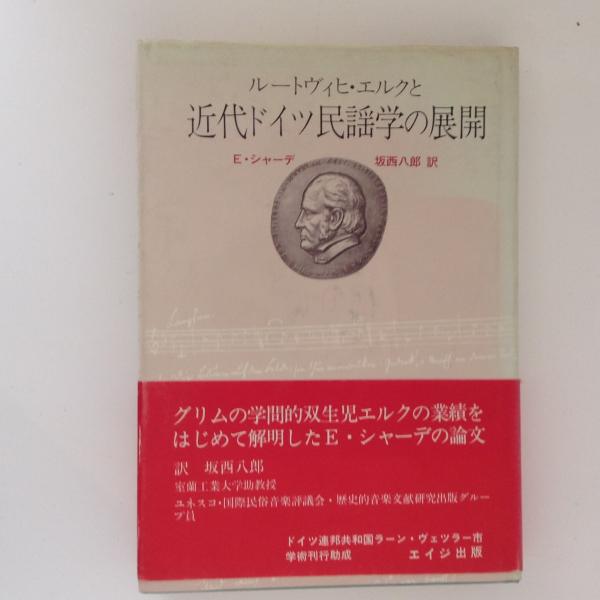 ルートヴィヒ・エルクと
近代ドイツ民謡学の展開
E・シャーデ 坂西八郎 訳
Langsam.
グリムの学問的双生児エルクの業績を
はじめて解明したE・シャーデの論文
訳 坂西八郎
室蘭工業大学助教授
ユネスコ・国際民俗音楽評議会・歴史的音楽文献研究出版グルー
プ員
ドイツ連邦共和国ラーン・ヴェツラー市
学術刊行助成 エイジ出版